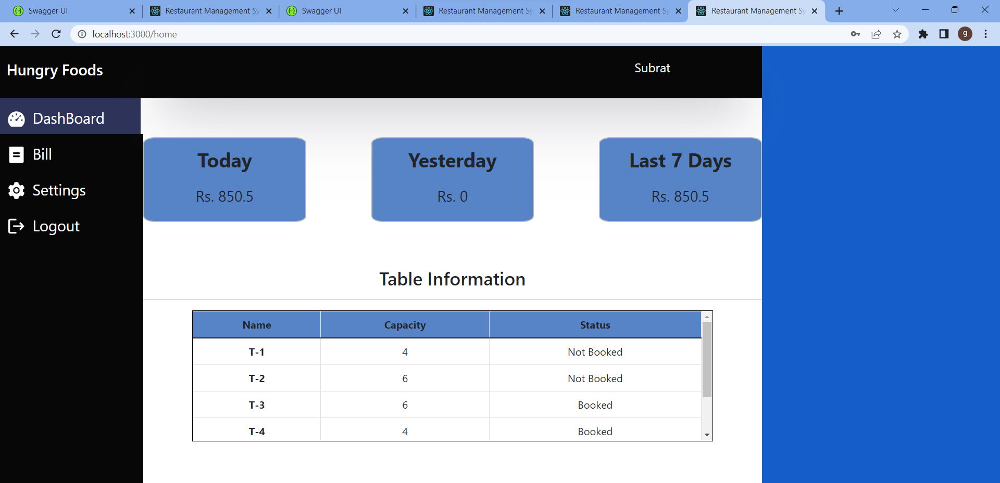 Swagger UI
Restaurant Management Sy
Swagger UI
Restaurant Management Sy
Restaurant Management Sy
Restaurant Management Sy
localhost:3000/home
g
Hungry Foods
Subrat
DashBoard
Bill
Settings
Logout
Today
Rs. 850.5
Yesterday
Rs. 0
Last 7 Days
Rs. 850.5
Table Information
Name Capacity Status
T-1 4 Not Booked
T-2 6 Not Booked
T-3 6 Booked
T-4 4 Booked